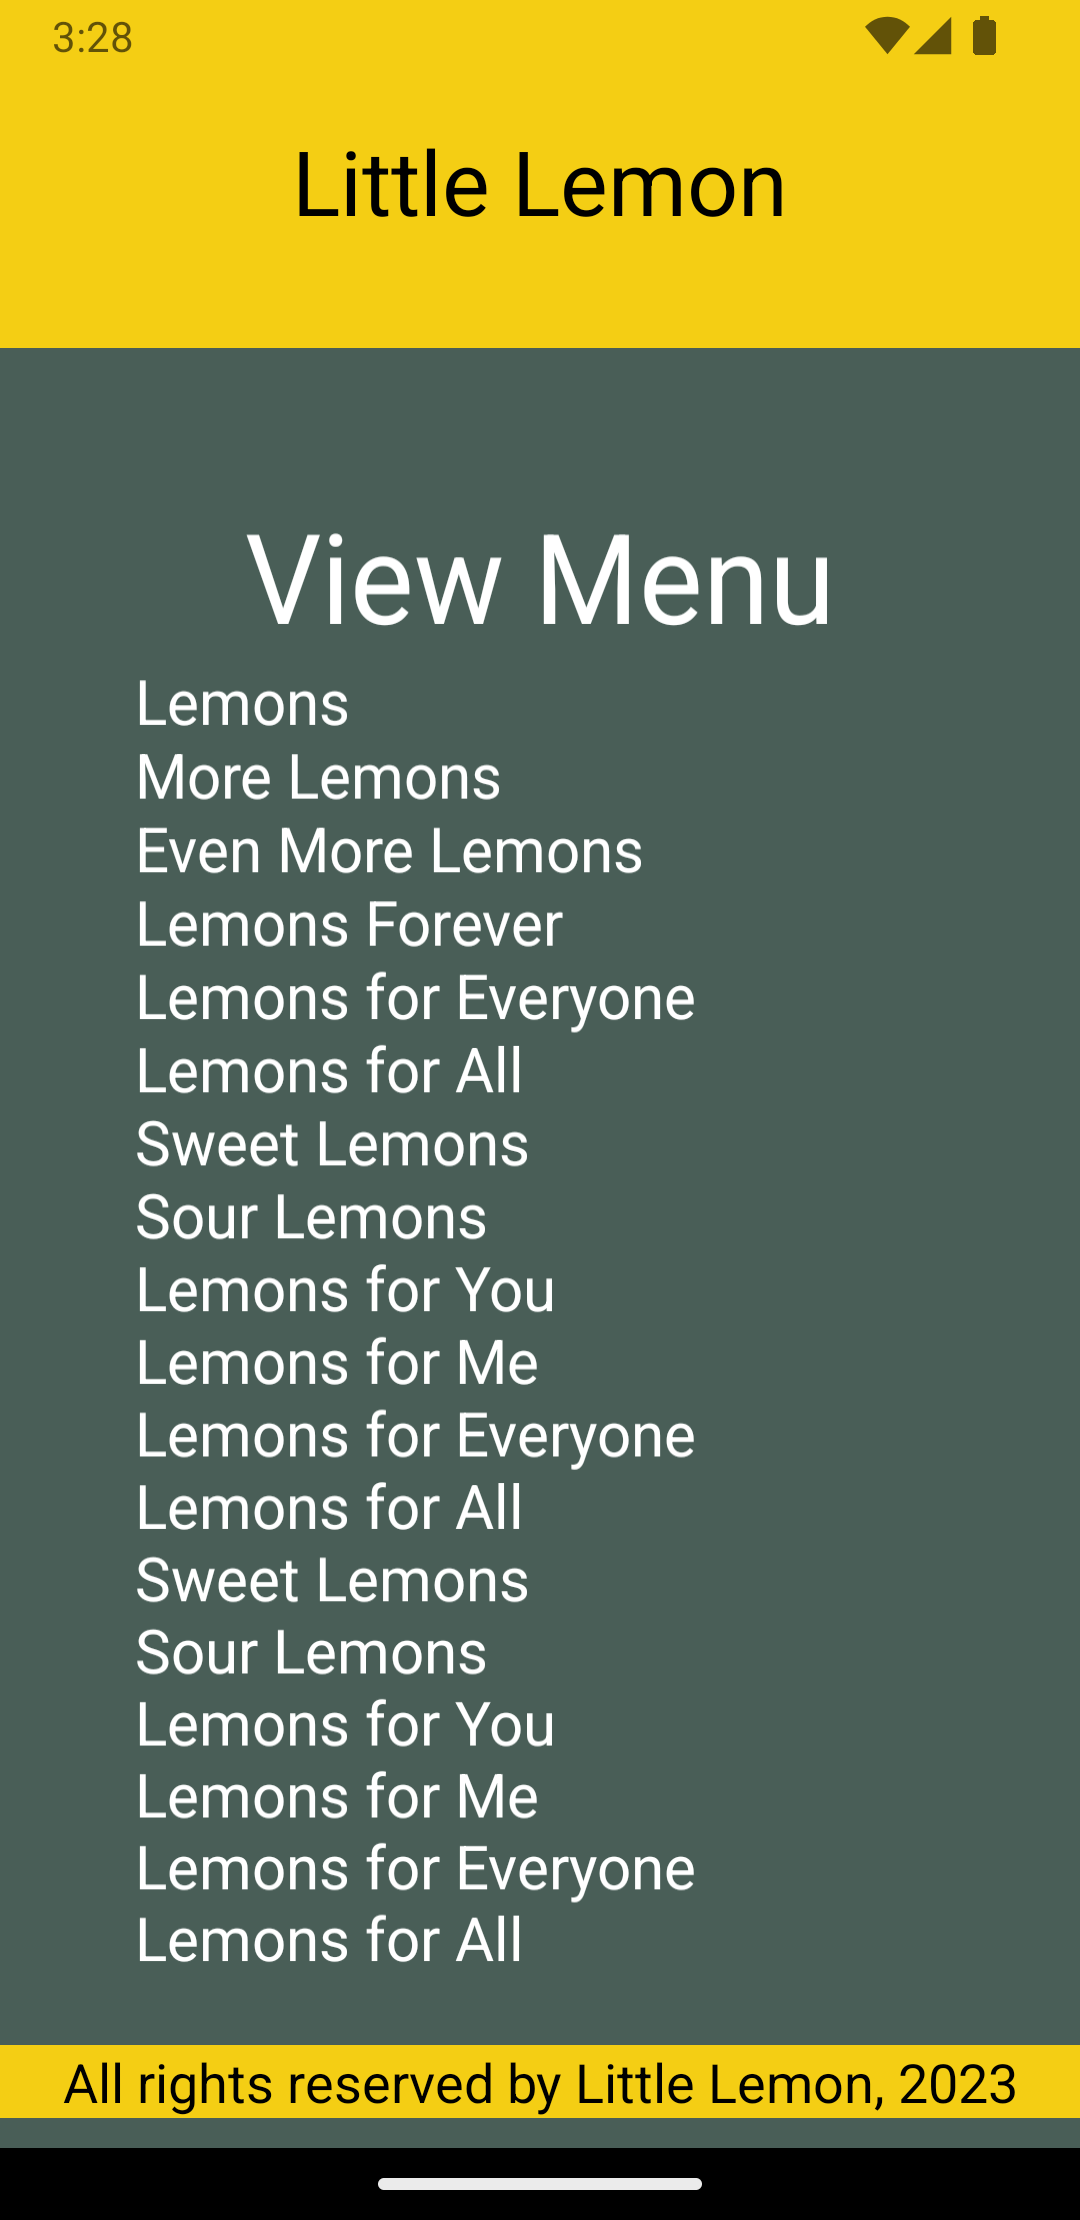 3:28
Little Lemon
View Menu
Lemons
More Lemons
Even More Lemons
Lemons Forever
Lemons for Everyone
Lemons for All
Sweet Lemons
Sour Lemons
Lemons for You
Lemons for Me
Lemons for Everyone
Lemons for All
Sweet Lemons
Sour Lemons
Lemons for You
Lemons for Me
Lemons for Everyone
Lemons for All
All rights reserved by Little Lemon, 2023